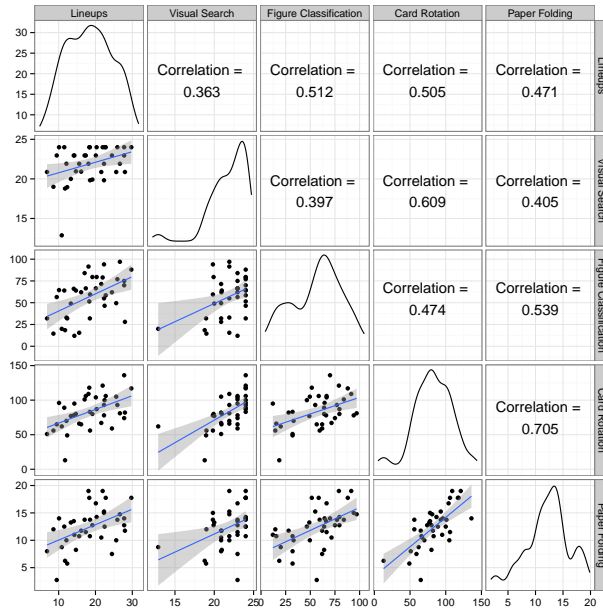 Lineups Visual Search Figure Classification Card Rotation Paper Folding
30
25
20
15
10
Correlation = 0.363
Correlation = 0.512
Correlation = 0.505
Correlation = 0.471
Lineups
25
20
15
Correlation = 0.397
Correlation = 0.609
Correlation = 0.405
Visual Search
100
75
50
25
0
Correlation = 0.474
Correlation = 0.539
Figure Classification
150
100
50
0
Correlation = 0.705
Card Rotation
20
15
10
5
Paper Folding
10 20 30
15 20 25
0 25 50 75 100
0 50 100 150
0 5 10 15 20